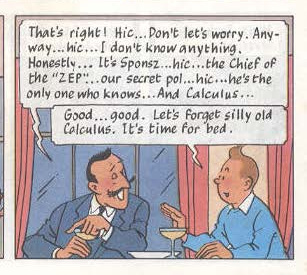 That's right! Hic...Don't let's worry. Any-
way...hic...I don't know anything.
Honestly... It's Sponsz...hic...the Chief of
the "ZEP"...our secret pol...hic...he's the
only one who knows...And Calculus...
Good...good. Let's forget silly old
Calculus. It's time for bed.